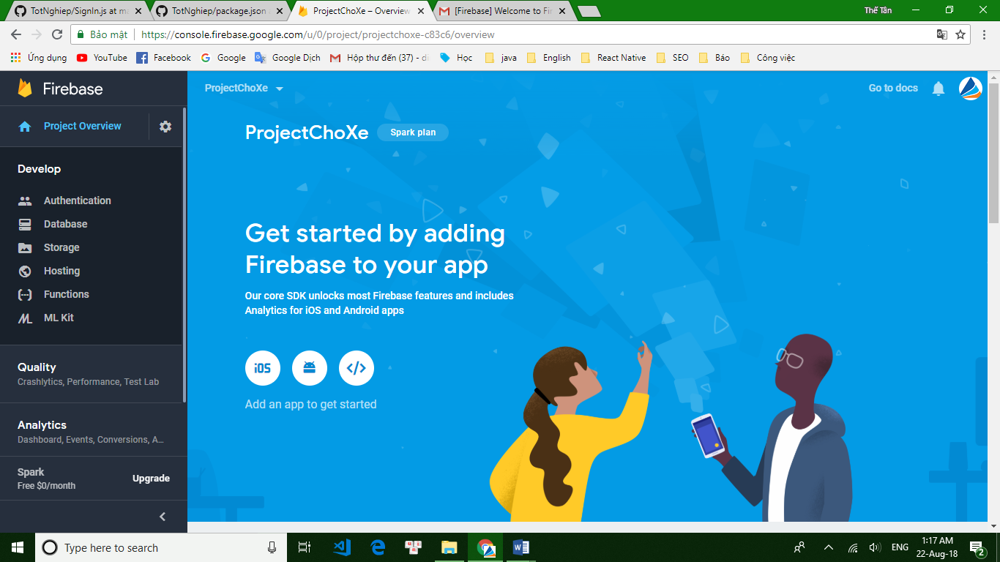 TotNghiep/SignIn.js at ma
TotNghiep/package.json
ProjectChoXe – Overview
[Firebase] Welcome to Fir
Thế Tân
Bảo mật
https://console.firebase.google.com/u/0/project/projectchoxe-c83c6/overview
Ứng dụng
YouTube
Facebook
Google
Google Dịch
Hộp thư đến (37) - di
Học
java
English
React Native
SEO
Báo
Công việc
Firebase
Project Overview
Develop
Authentication
Database
Storage
Hosting
Functions
ML Kit
Quality
Crashlytics, Performance, Test Lab
Analytics
Dashboard, Events, Conversions, A...
Spark
Free $0/month
Upgrade
ProjectChoXe
Go to docs
ProjectChoXe
Spark plan
Get started by adding
Firebase to your app
Our core SDK unlocks most Firebase features and includes
Analytics for iOS and Android apps
iOS
</>
Add an app to get started
Type here to search
ENG
1:17 AM
22-Aug-18
2